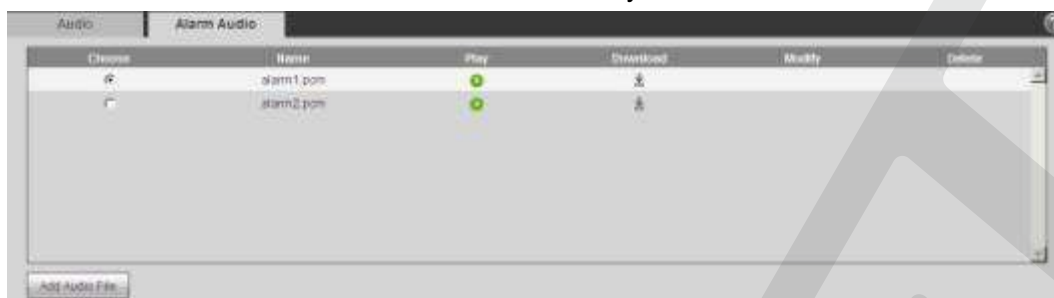 Audio Alarm Audio
Choose Name Play Download Modify Delete
alarm1.pcm
alarm2.pcm
Add Audio File